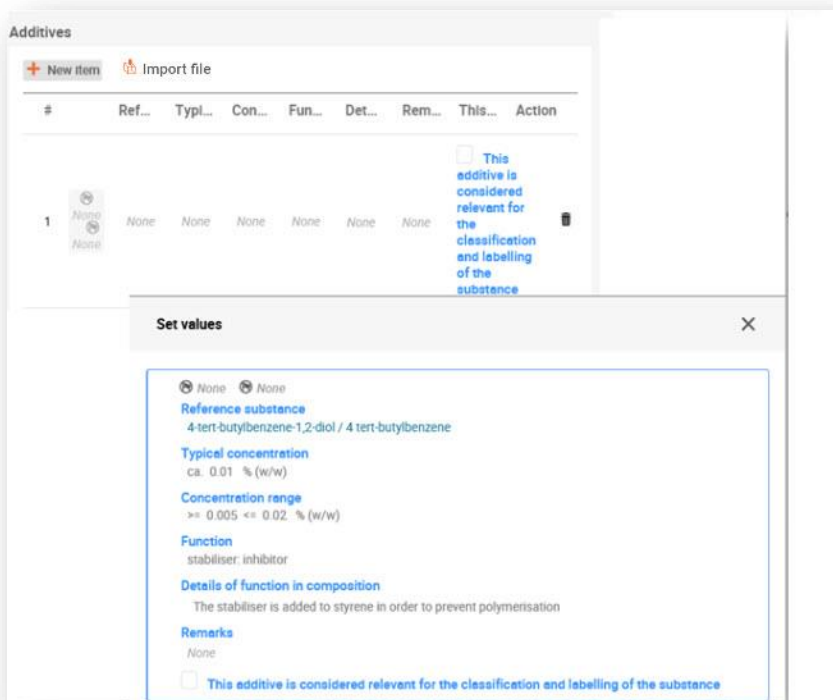 Additives
New item Import file
# Ref... Typi... Con... Fun... Det... Rem... This... Action
This
additive is
considered
relevant for
the
classification
and labelling
of the
substance
1 None None None None None None None None
Set values
None None
Reference substance
4-tert-butylbenzene-1,2-diol / 4 tert-butylbenzene
Typical concentration
ca. 0.01 % (w/w)
Concentration range
>= 0.005 <= 0.02 % (w/w)
Function
stabiliser: inhibitor
Details of function in composition
The stabiliser is added to styrene in order to prevent polymerisation
Remarks
None
This additive is considered relevant for the classification and labelling of the substance